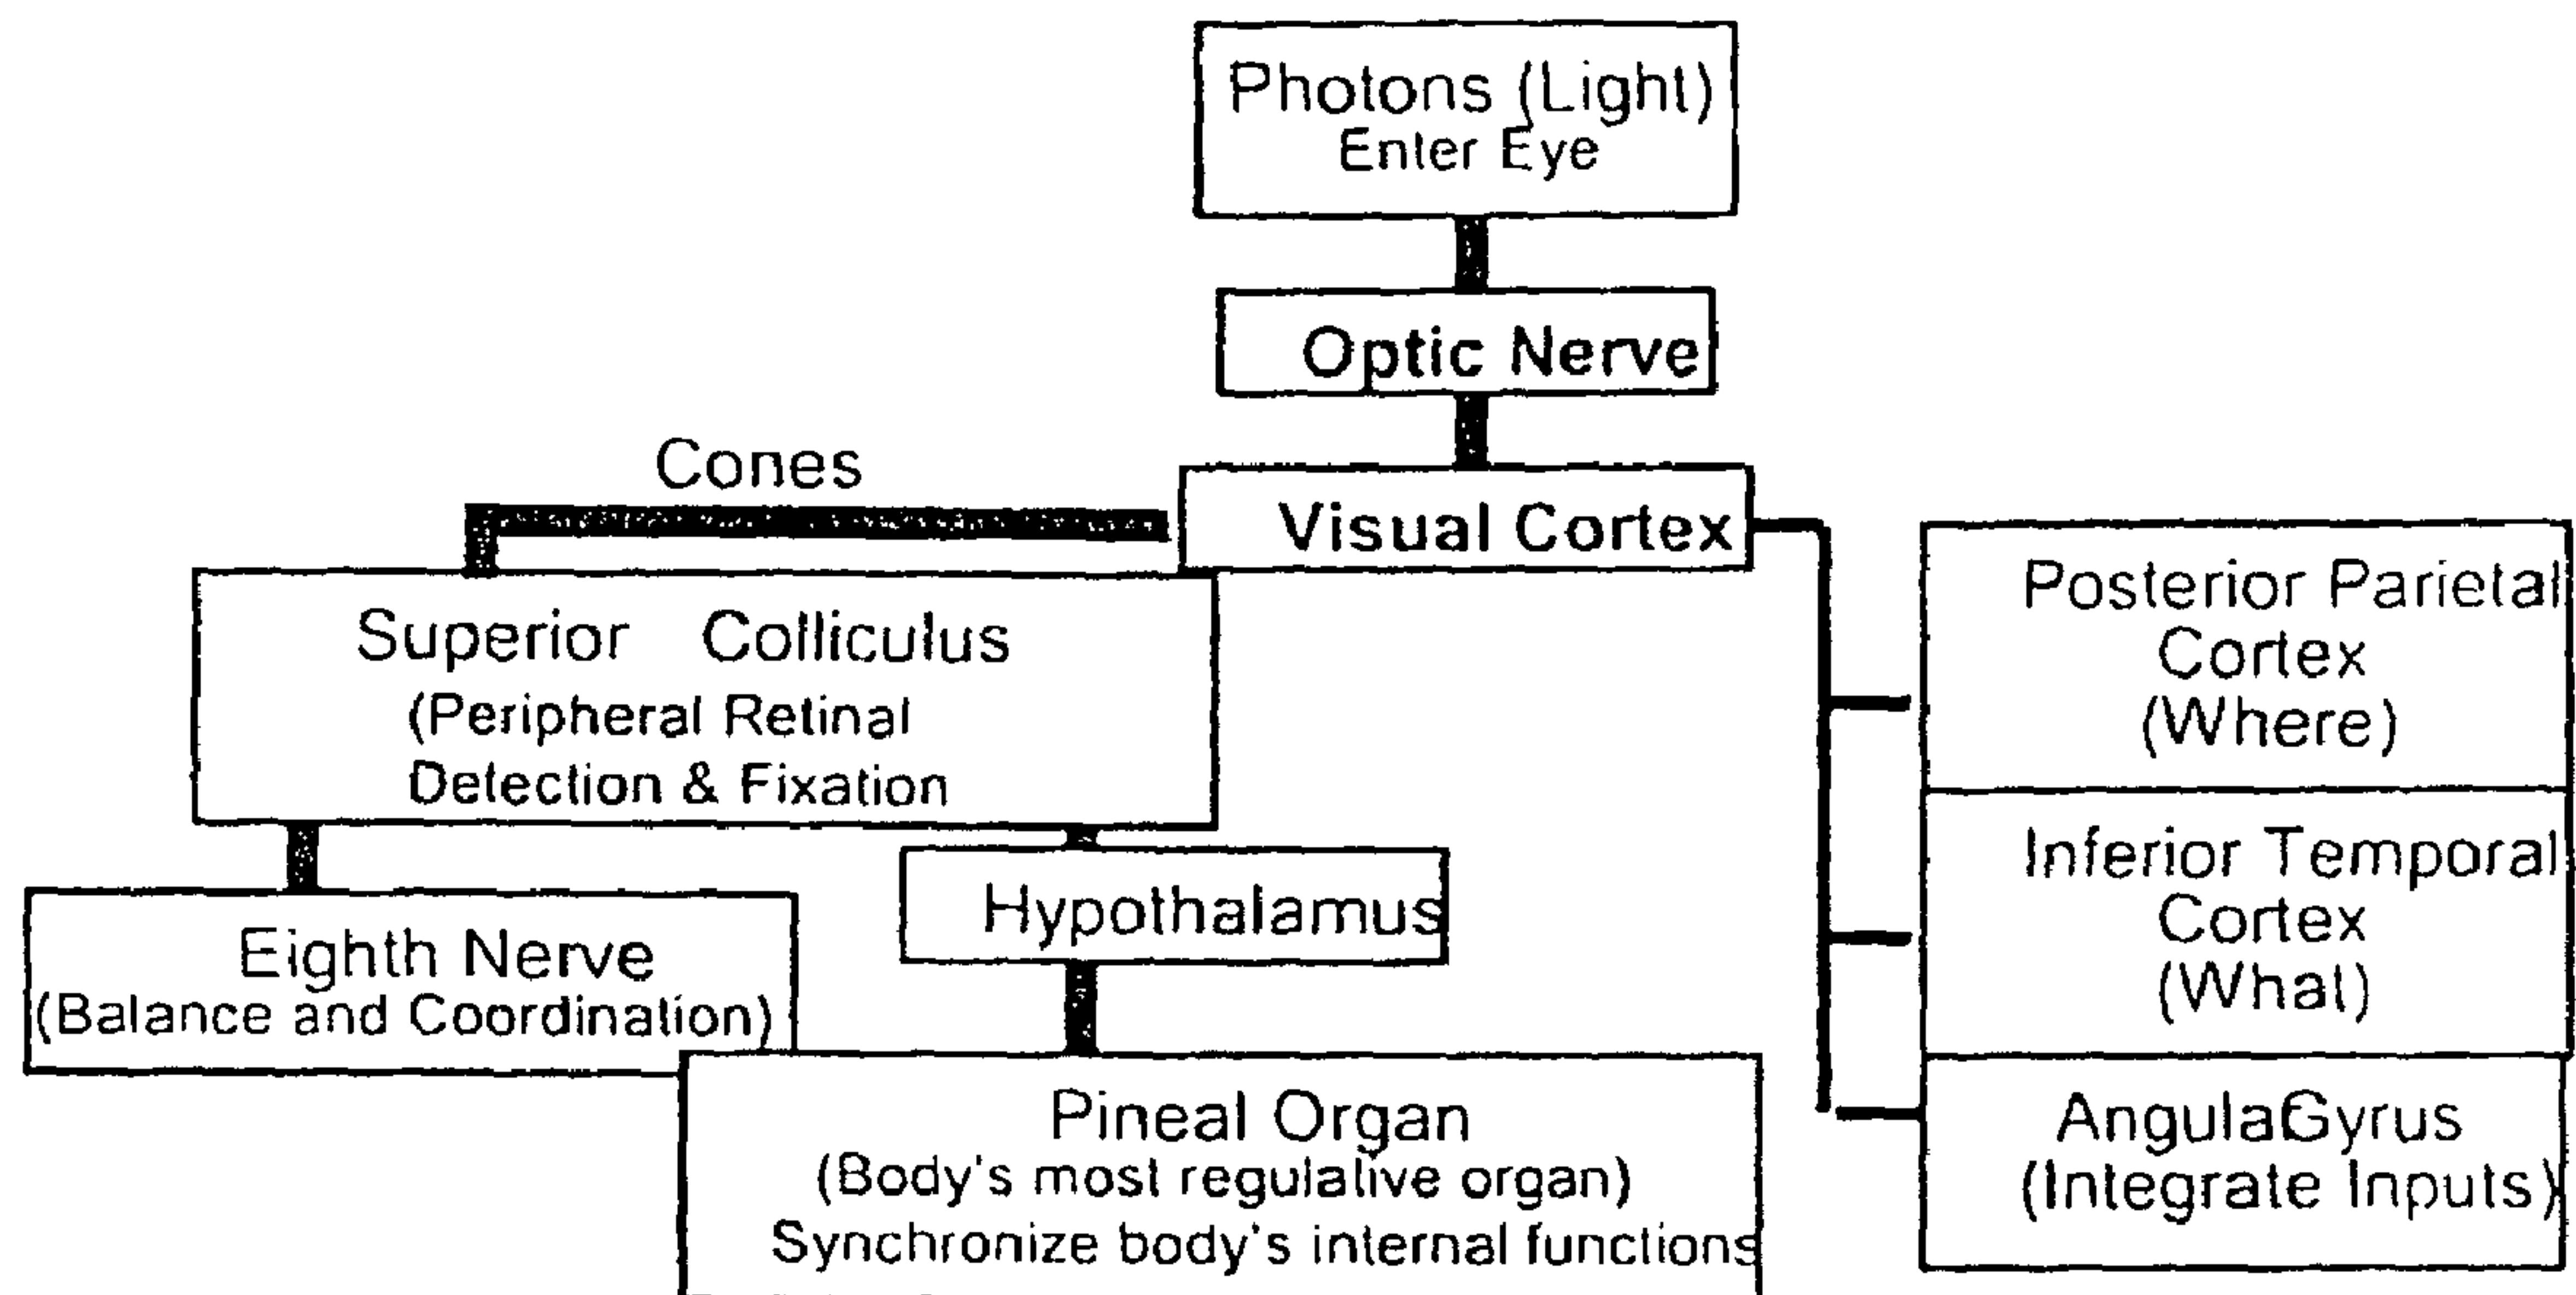 Photons (Light)
Enter Eye
Optic Nerve
Visual Cortex
Cones
Superior Colliculus
(Peripheral Retinal
Detection & Fixation
Eighth Nerve
(Balance and Coordination)
Hypothalamus
Pineal Organ
(Body's most regulative organ)
Synchronize body's internal functions
Posterior Parietal
Cortex
(Where)
Inferior Temporal
Cortex
(What)
AngulaGyrus
(Integrate Inputs)